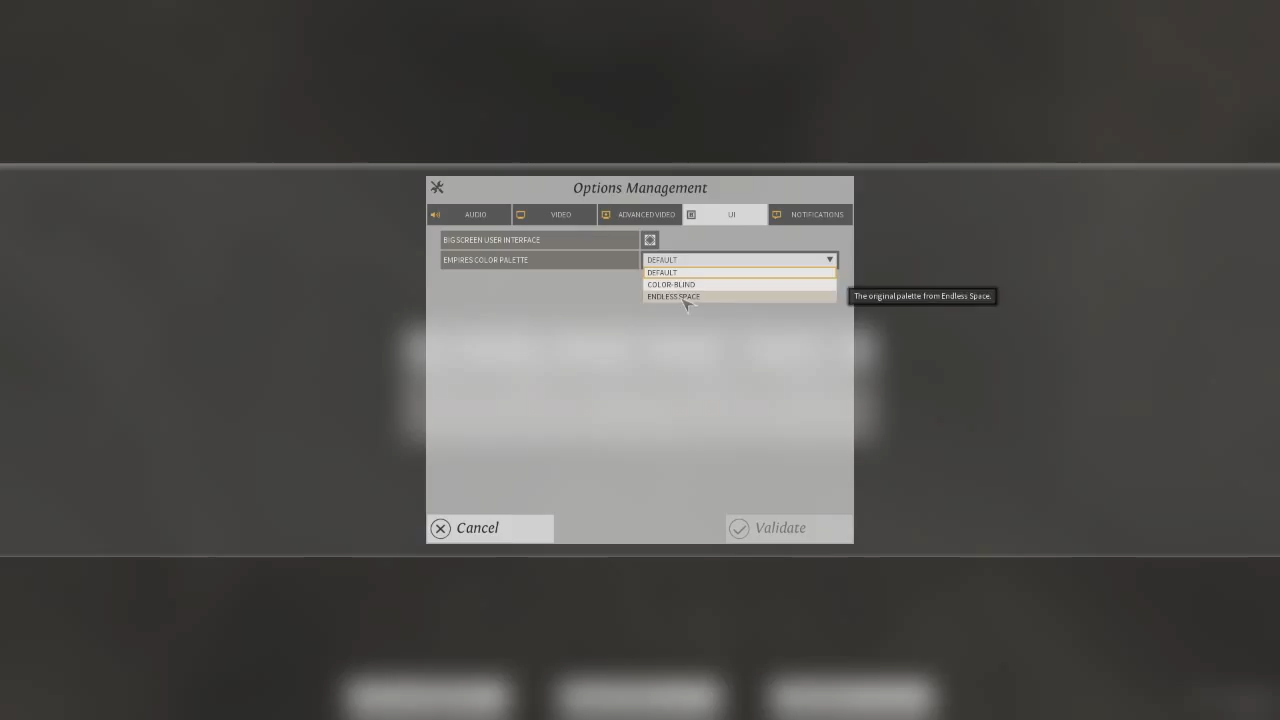 Options Management
AUDIO
VIDEO
ADVANCED VIDEO
UI
NOTIFICATIONS
BIG SCREEN USER INTERFACE
EMPIRES COLOR PALETTE
DEFAULT
DEFAULT
COLOR-BLIND
ENDLESS SPACE
The original palette from Endless Space.
Cancel
Validate